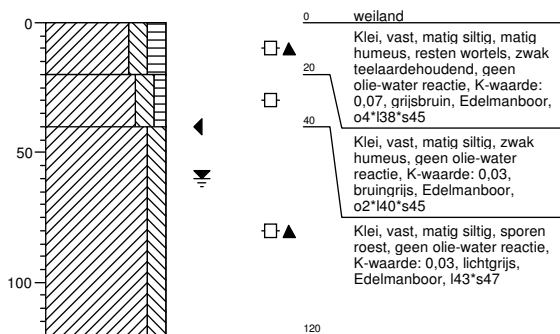 0
50
100
0
weiland
Klei, vast, matig siltig, matig
humeus, resten wortels, zwak
teelaardehoudend, geen
olie-water reactie, K-waarde:
0,07, grijsbruin, Edelmanboor,
o4*l38*s45
20
Klei, vast, matig siltig, zwak
humeus, geen olie-water
reactie, K-waarde: 0,03,
bruingrijs, Edelmanboor,
o2*l40*s45
40
Klei, vast, matig siltig, sporen
roest, geen olie-water reactie,
K-waarde: 0,03, lichtgrijs,
Edelmanboor, l43*s47
120